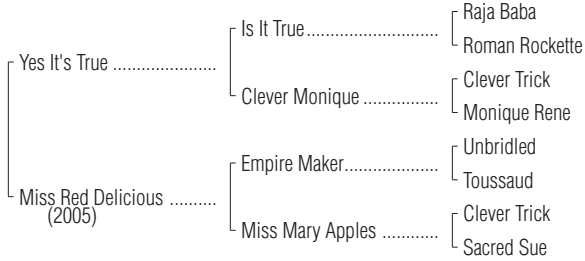 Raja Baba
Is It True..............................
Roman Rockette
Yes It's True .......................
Clever Trick
Clever Monique .................
Monique Rene
Unbridled
Empire Maker.....................
Toussaud
Miss Red Delicious ..........
(2005)
Clever Trick
Miss Mary Apples ............
Sacred Sue